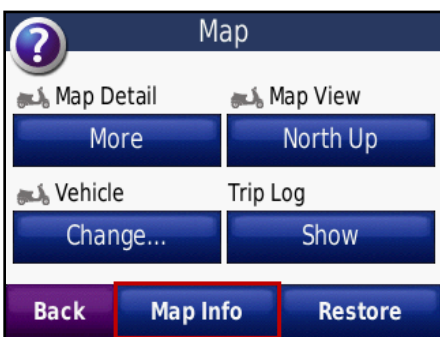 ?
Map
Map Detail Map View
More North Up
Vehicle Trip Log
Change... Show
Back Map Info Restore